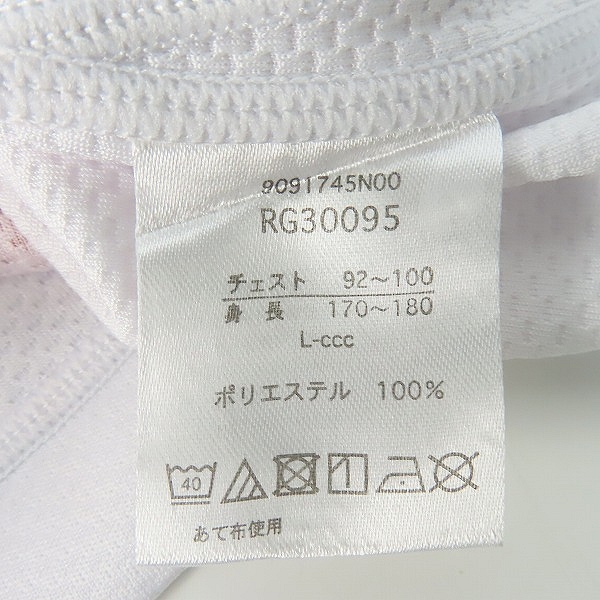 9091745N00
RG30095
チェスト 92～100
身長 170～180
L-ccc
ポリエステル 100%
40
あて布使用